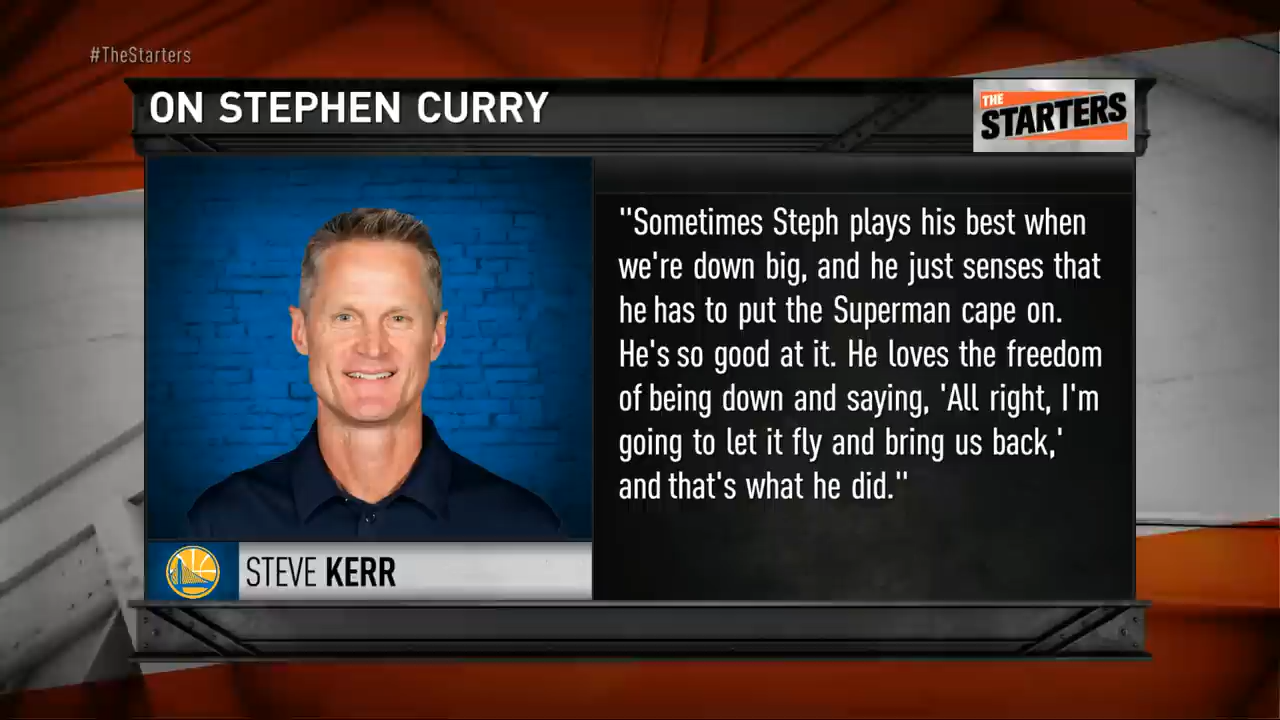 #TheStarters
ON STEPHEN CURRY
THE
STARTERS
"Sometimes Steph plays his best when
we're down big, and he just senses that
he has to put the Superman cape on.
He's so good at it. He loves the freedom
of being down and saying, 'All right, I'm
going to let it fly and bring us back,'
and that's what he did."
STEVE KERR